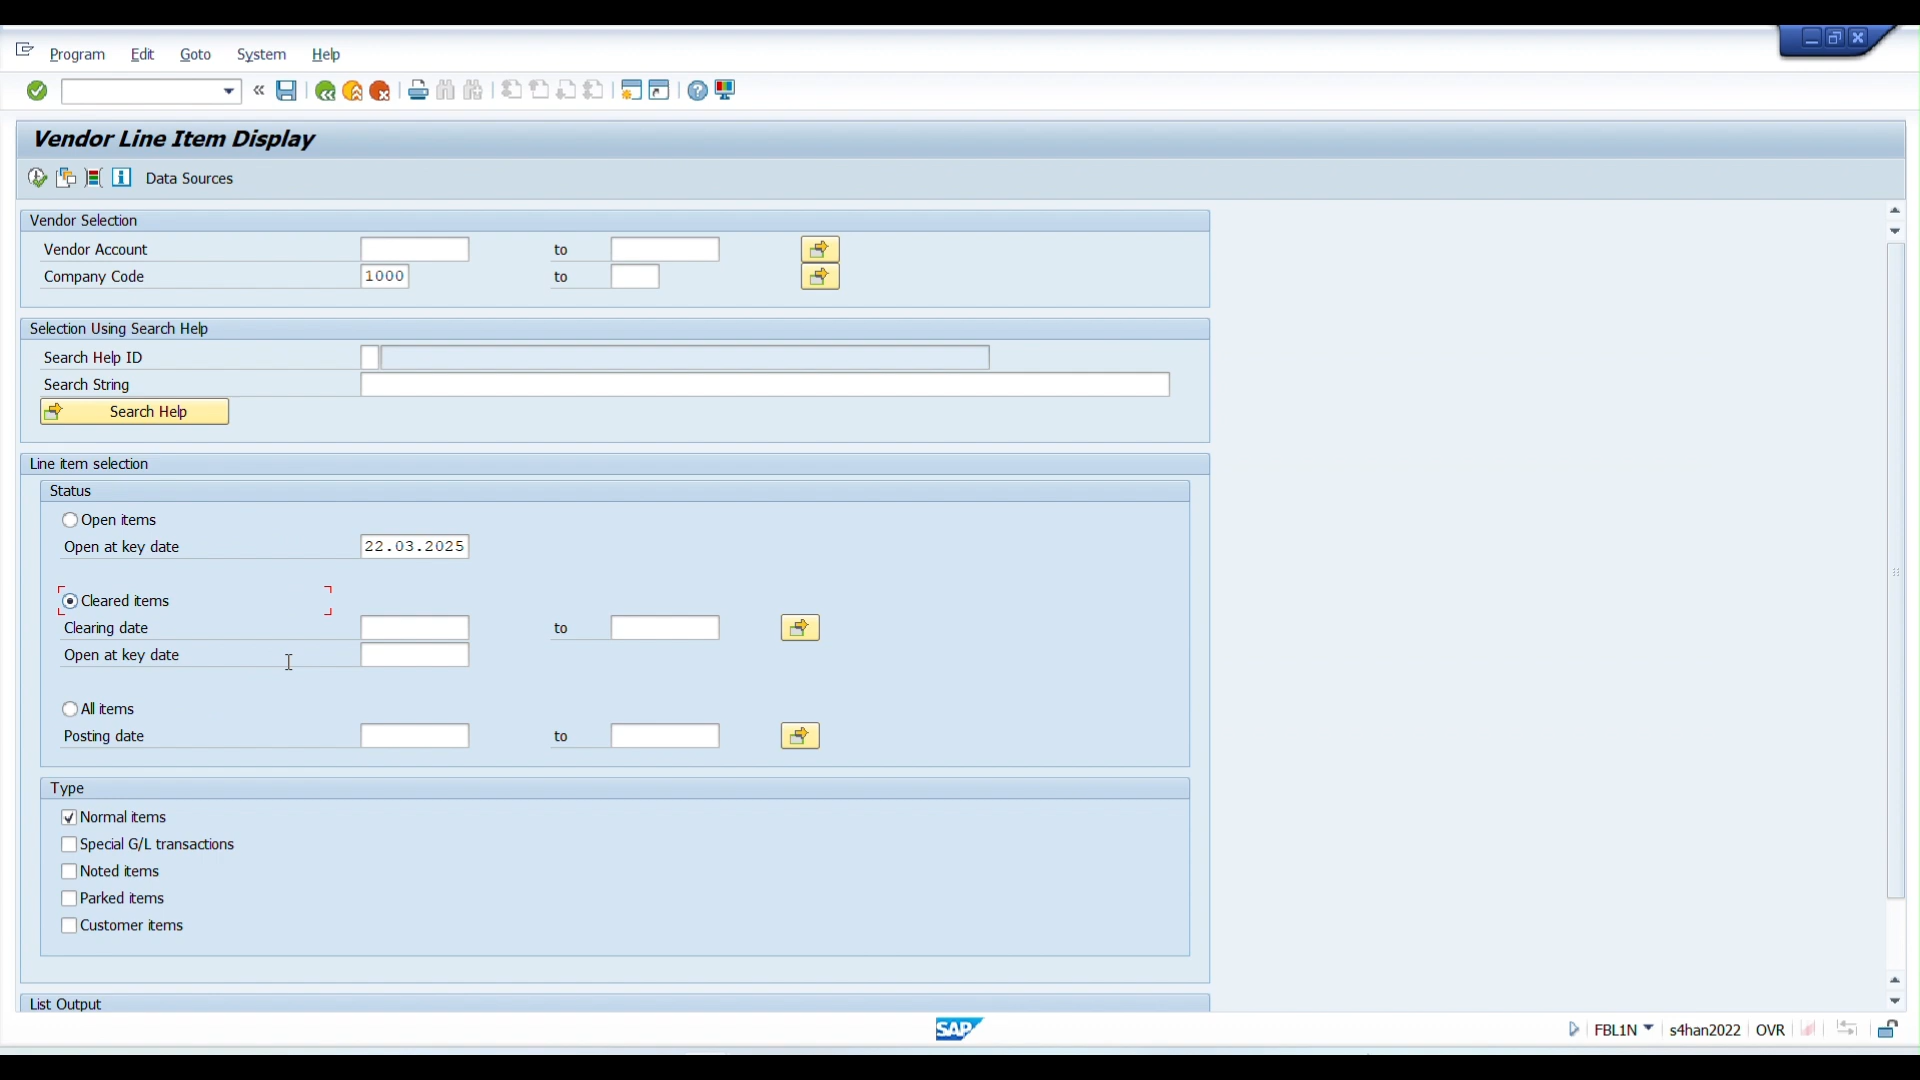 Program Edit Goto System Help
Vendor Line Item Display
Data Sources
Vendor Selection
Vendor Account to
Company Code 1000 to
Selection Using Search Help
Search Help ID
Search String
Search Help
Line item selection
Status
Open items
Open at key date 22.03.2025
Cleared items
Clearing date to
Open at key date
All items
Posting date to
Type
Normal items
Special G/L transactions
Noted items
Parked items
Customer items
List Output
SAP FBL1N s4han2022 OVR